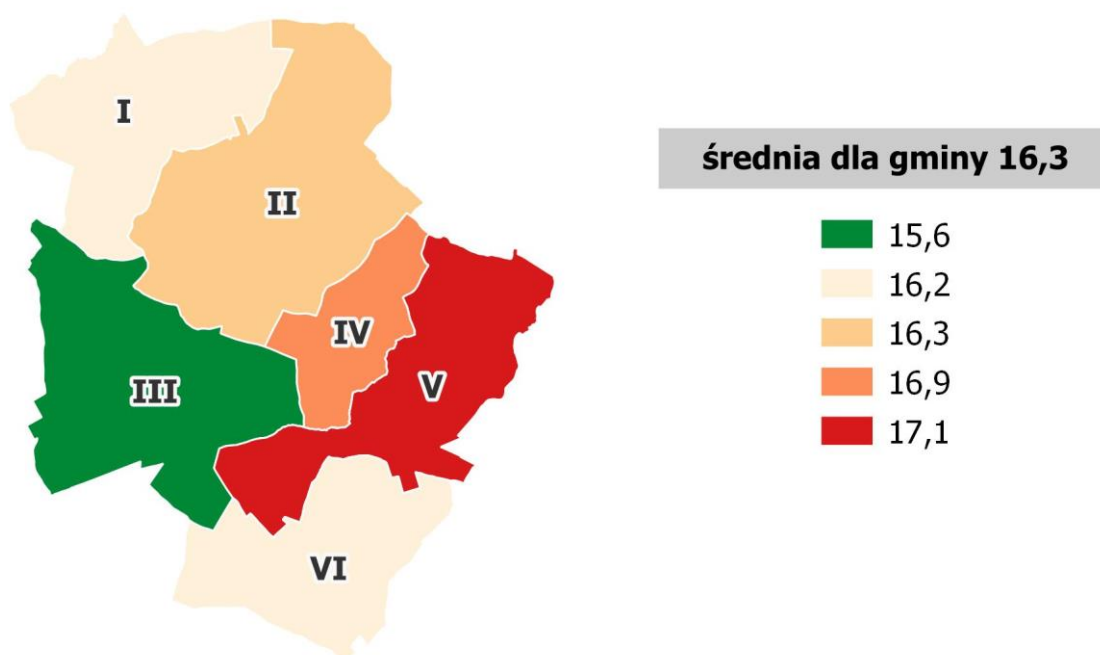 I
II
III
IV
V
VI
średnia dla gminy 16,3
15,6
16,2
16,3
16,9
17,1